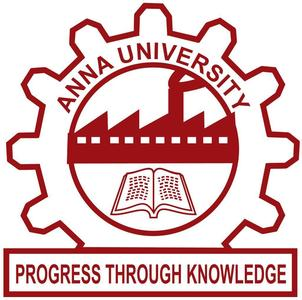 ANNA UNIVERSITY
PROGRESS THROUGH KNOWLEDGE